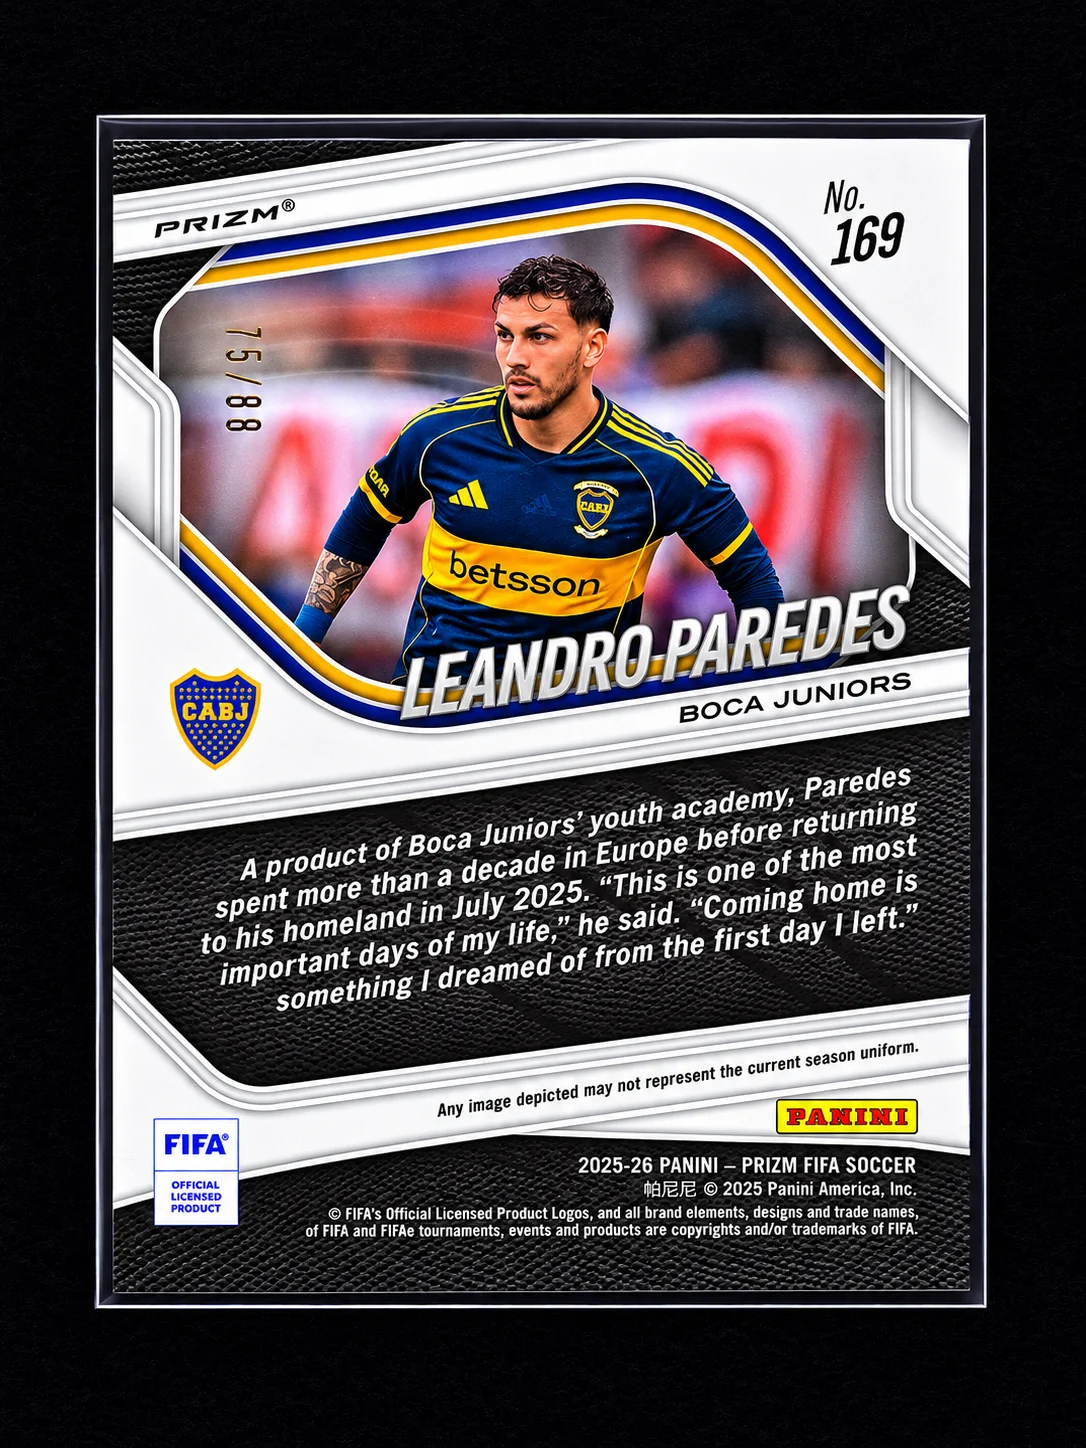 PRIZM®
No.
169
75/88
BOCA JRS
CABJ
betsson
LEANDRO PAREDES
BOCA JUNIORS
CABJ
A product of Boca Juniors’ youth academy, Paredes
spent more than a decade in Europe before returning
to his homeland in July 2025. “This is one of the most
important days of my life,” he said. “Coming home is
something I dreamed of from the first day I left.”
Any image depicted may not represent the current season uniform.
PANINI
FIFA®
OFFICIAL
LICENSED
PRODUCT
2025-26 PANINI – PRIZM FIFA SOCCER
帕尼尼 © 2025 Panini America, Inc.
© FIFA's Official Licensed Product Logos, and all brand elements, designs and trade names,
of FIFA and FIFAe tournaments, events and products are copyrights and/or trademarks of FIFA.